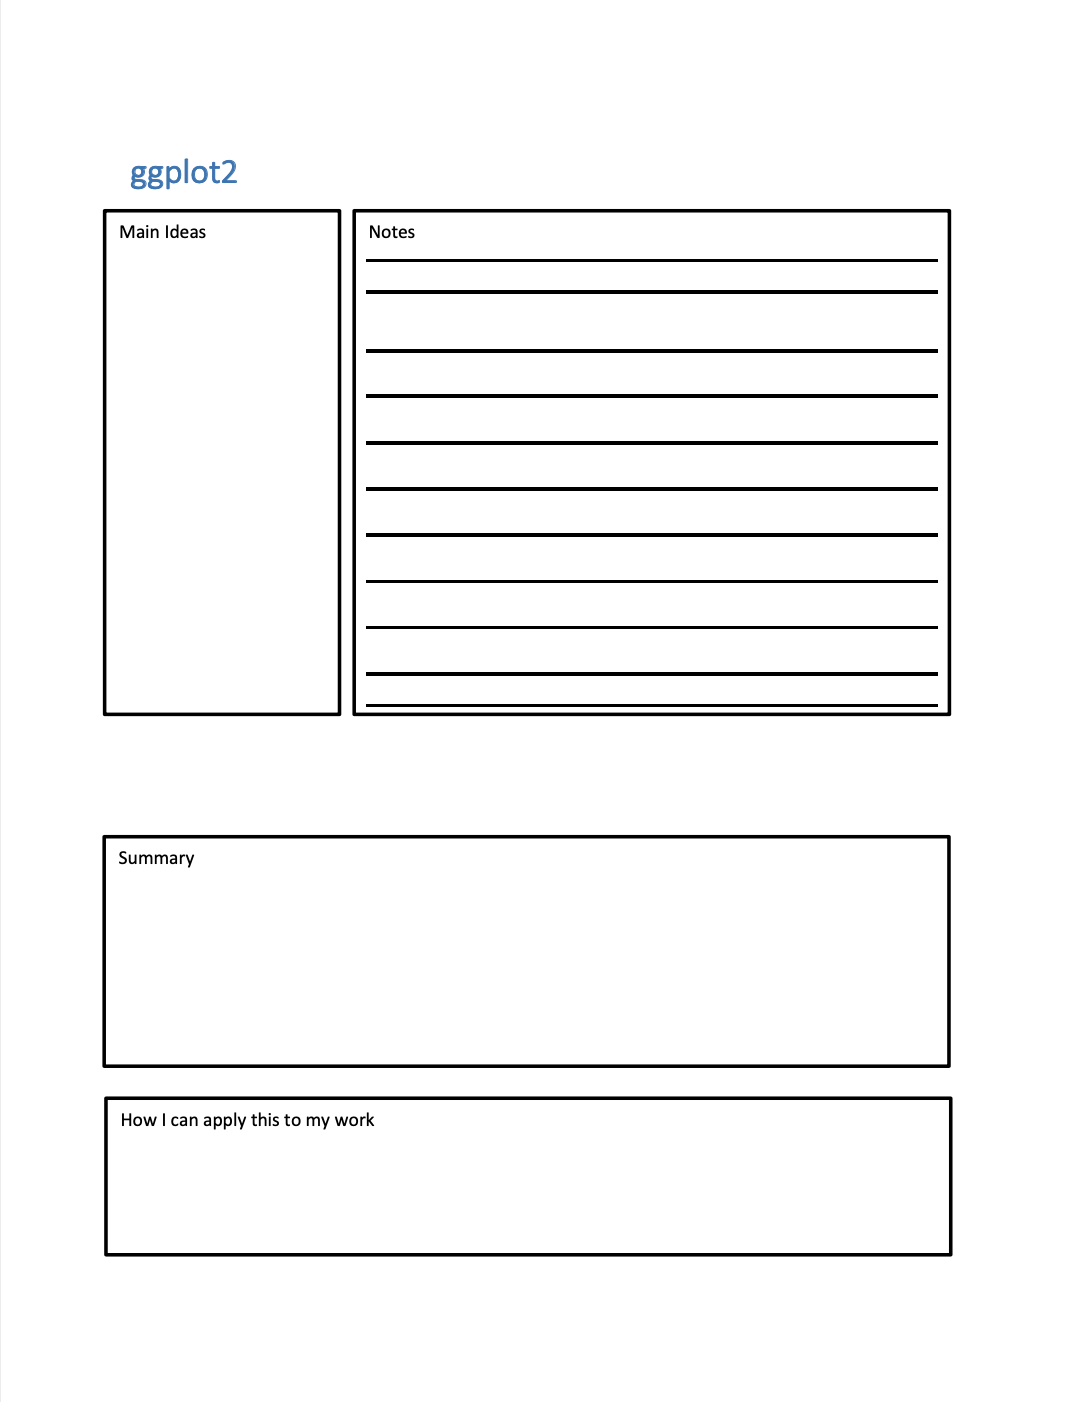 ggplot2
Main Ideas
Notes
Summary
How I can apply this to my work